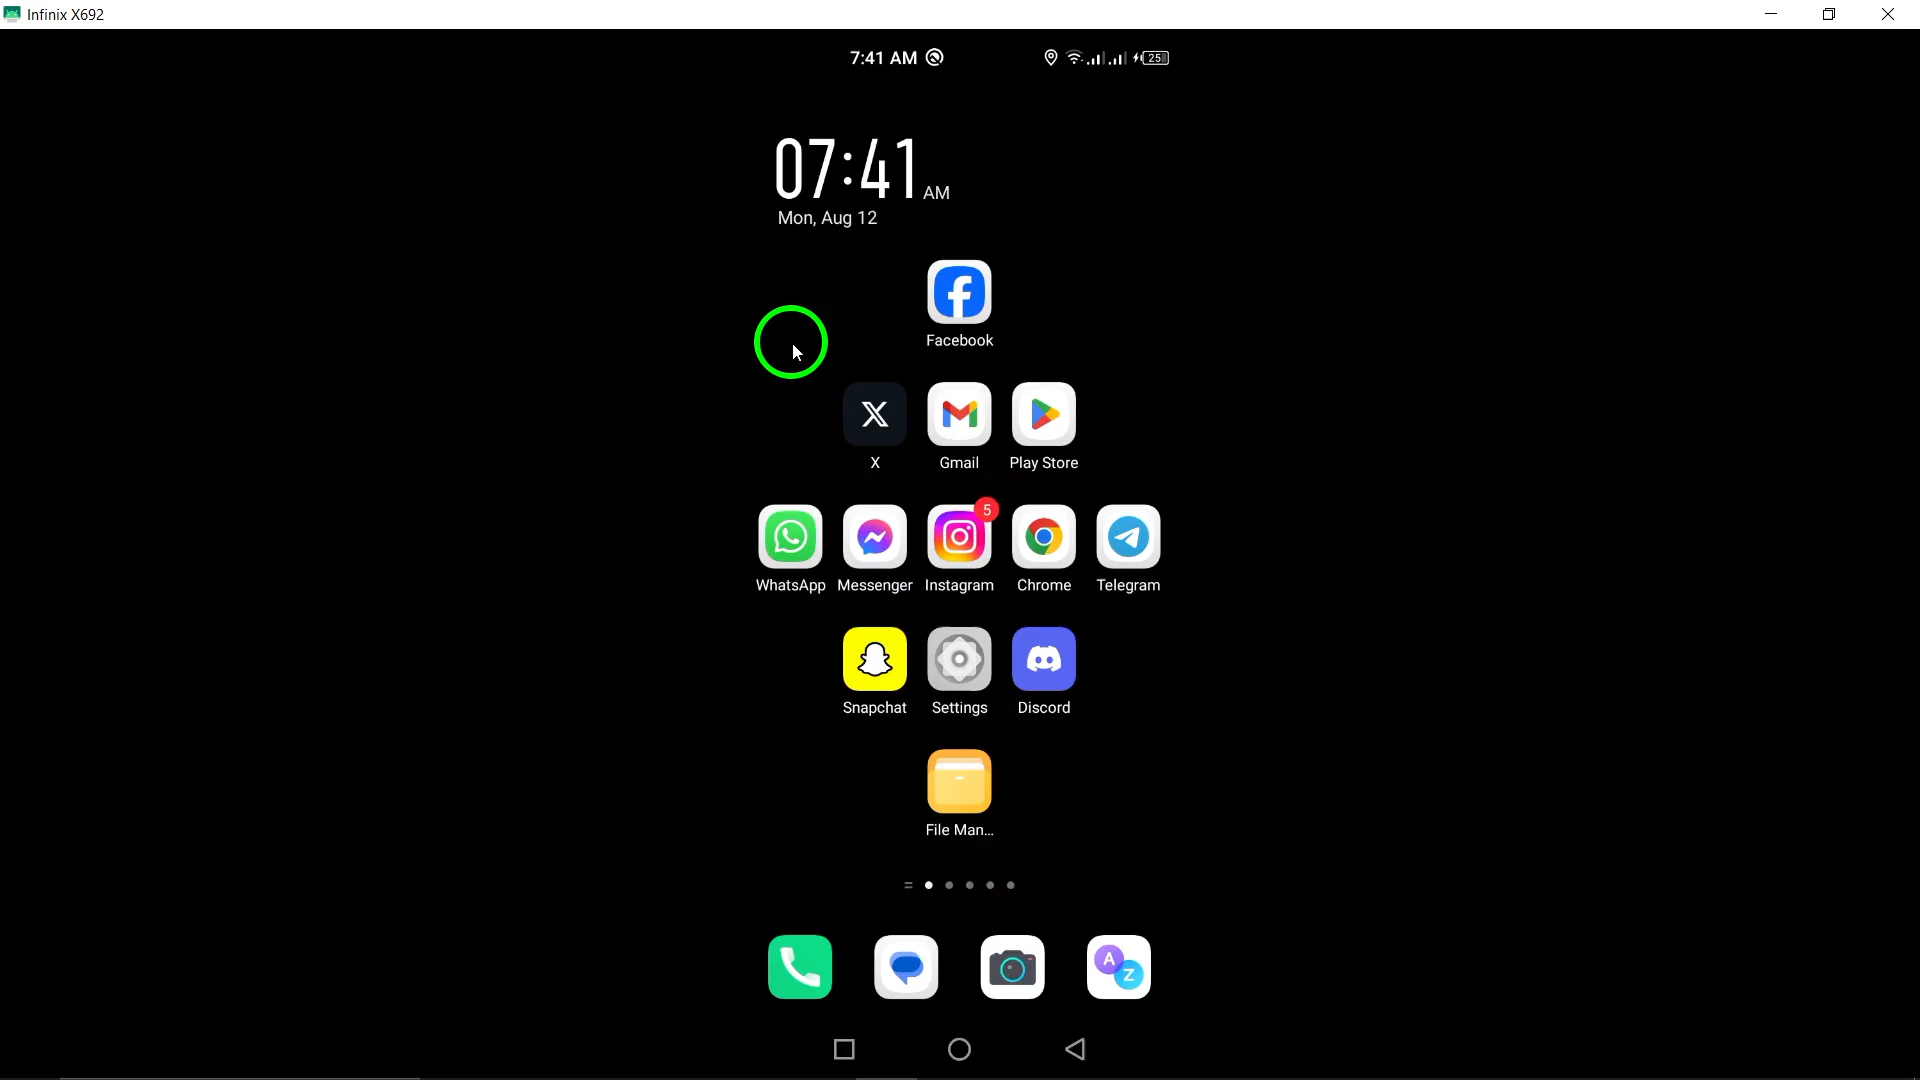 Infinix X692
7:41 AM
25
07:41 AM
Mon, Aug 12
Facebook
X Gmail Play Store
5
WhatsApp Messenger Instagram Chrome Telegram
Snapchat Settings Discord
File Man...
A
Z